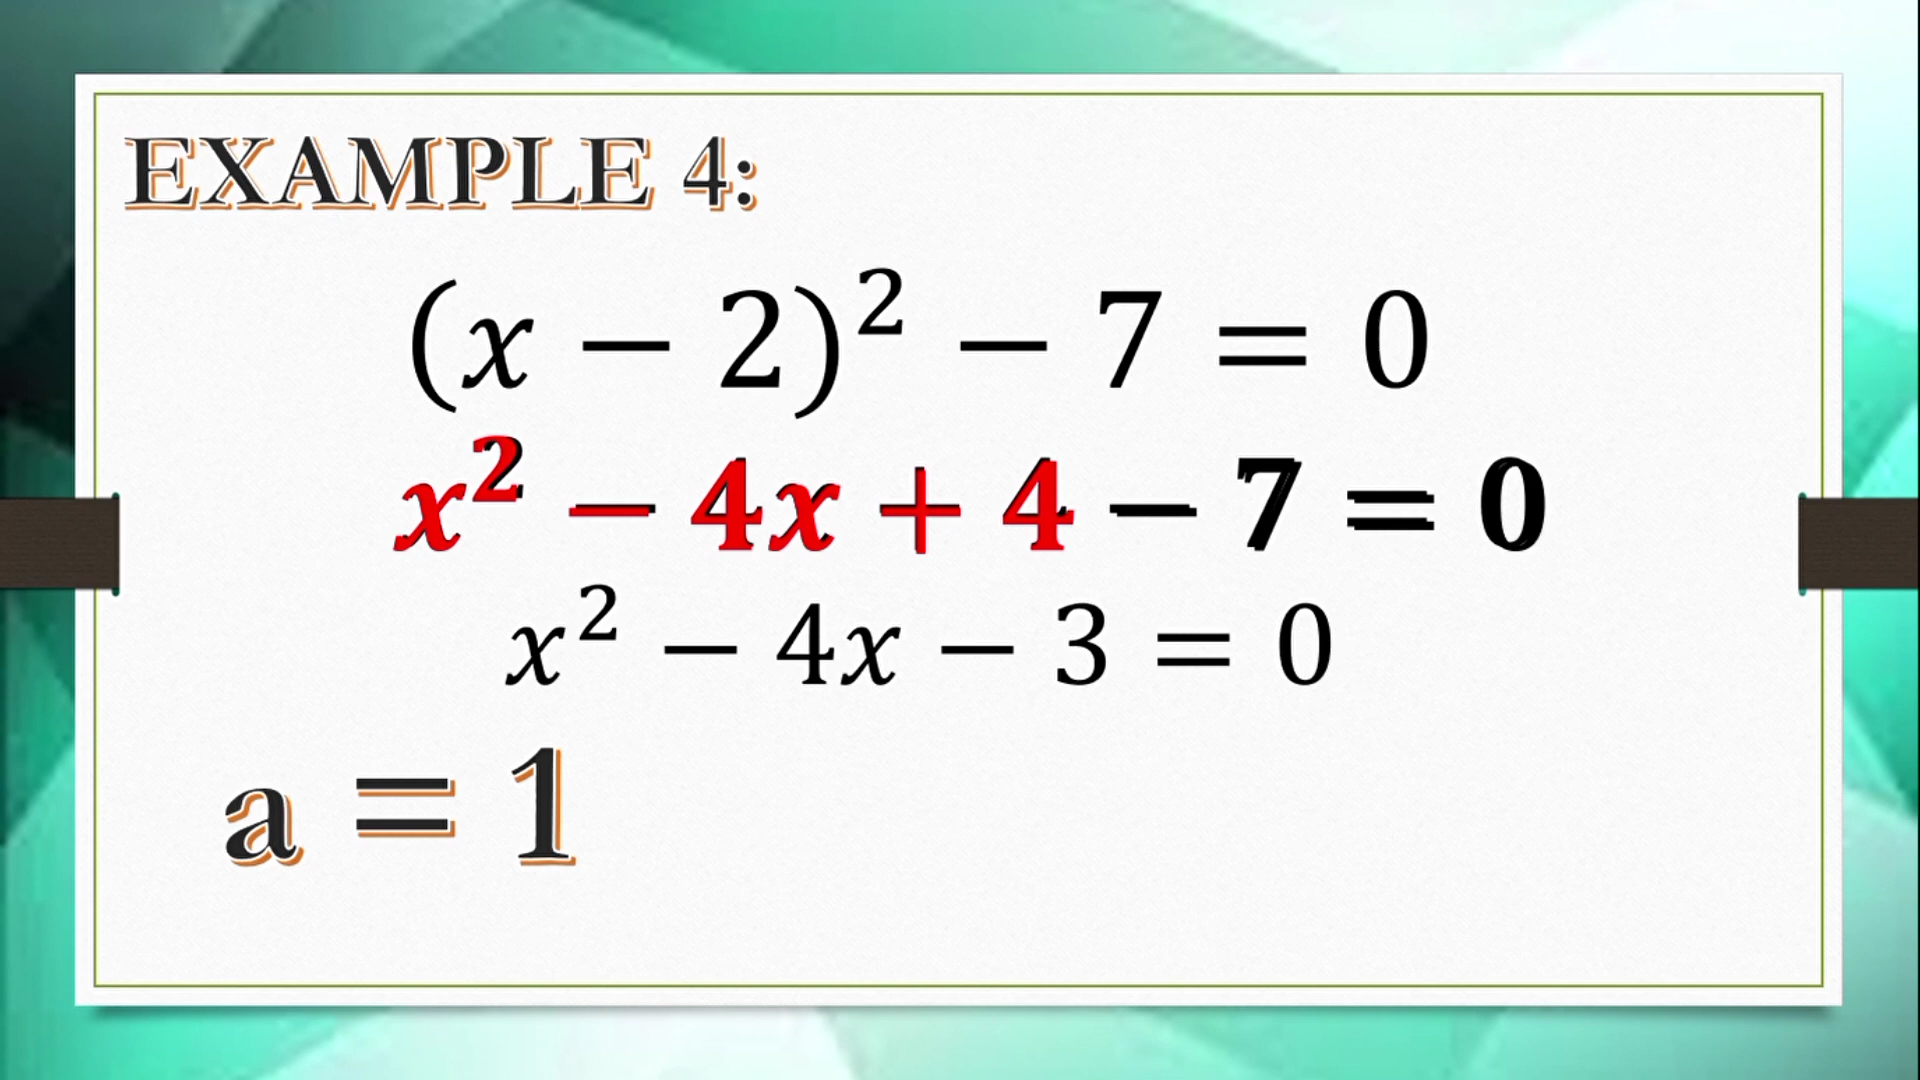 EXAMPLE 4:
(x − 2)² − 7 = 0
x² − 4x + 4 − 7 = 0
x² − 4x − 3 = 0
a = 1